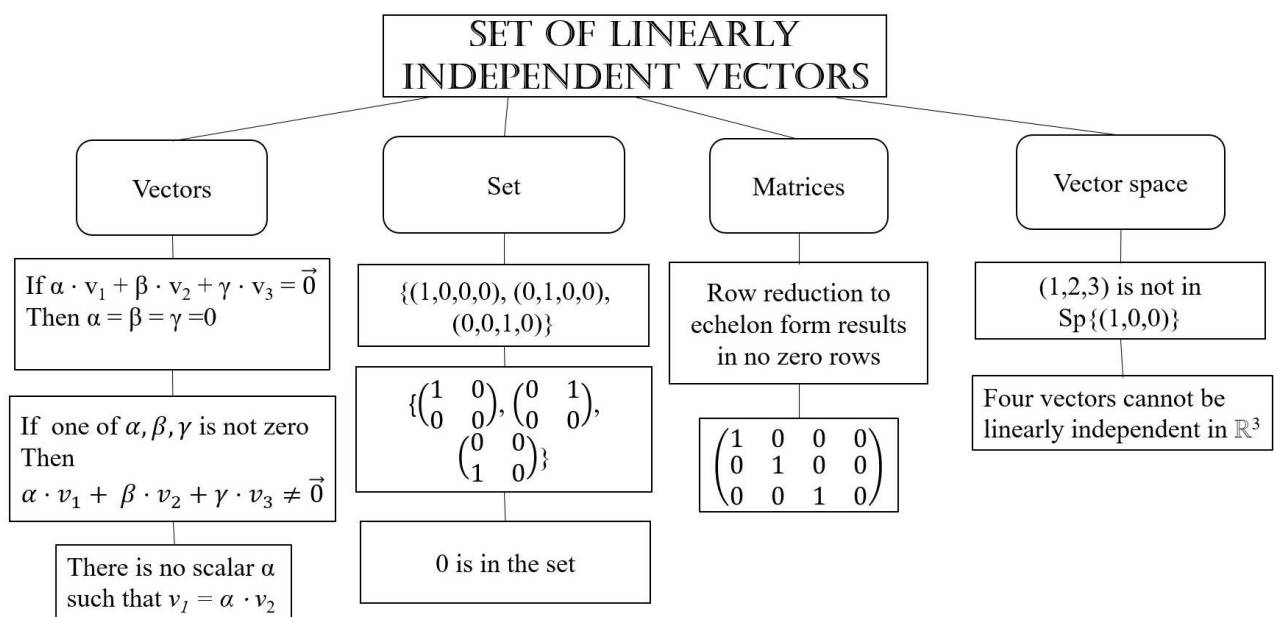 SET OF LINEARLY
INDEPENDENT VECTORS
Vectors
Set
Matrices
Vector space
If α · v₁ + β · v₂ + γ · v₃ = 0⃗
Then α = β = γ =0
If one of α, β, γ is not zero
Then
α · v₁ + β · v₂ + γ · v₃ ≠ 0⃗
There is no scalar α
such that v₁ = α · v₂
{(1,0,0,0), (0,1,0,0),
(0,0,1,0)}
{(1 0
0 0), (0 1
0 0),
(0 0
1 0)}
0 is in the set
Row reduction to
echelon form results
in no zero rows
(1 0 0 0
0 1 0 0
0 0 1 0)
(1,2,3) is not in
Sp{(1,0,0)}
Four vectors cannot be
linearly independent in ℝ³